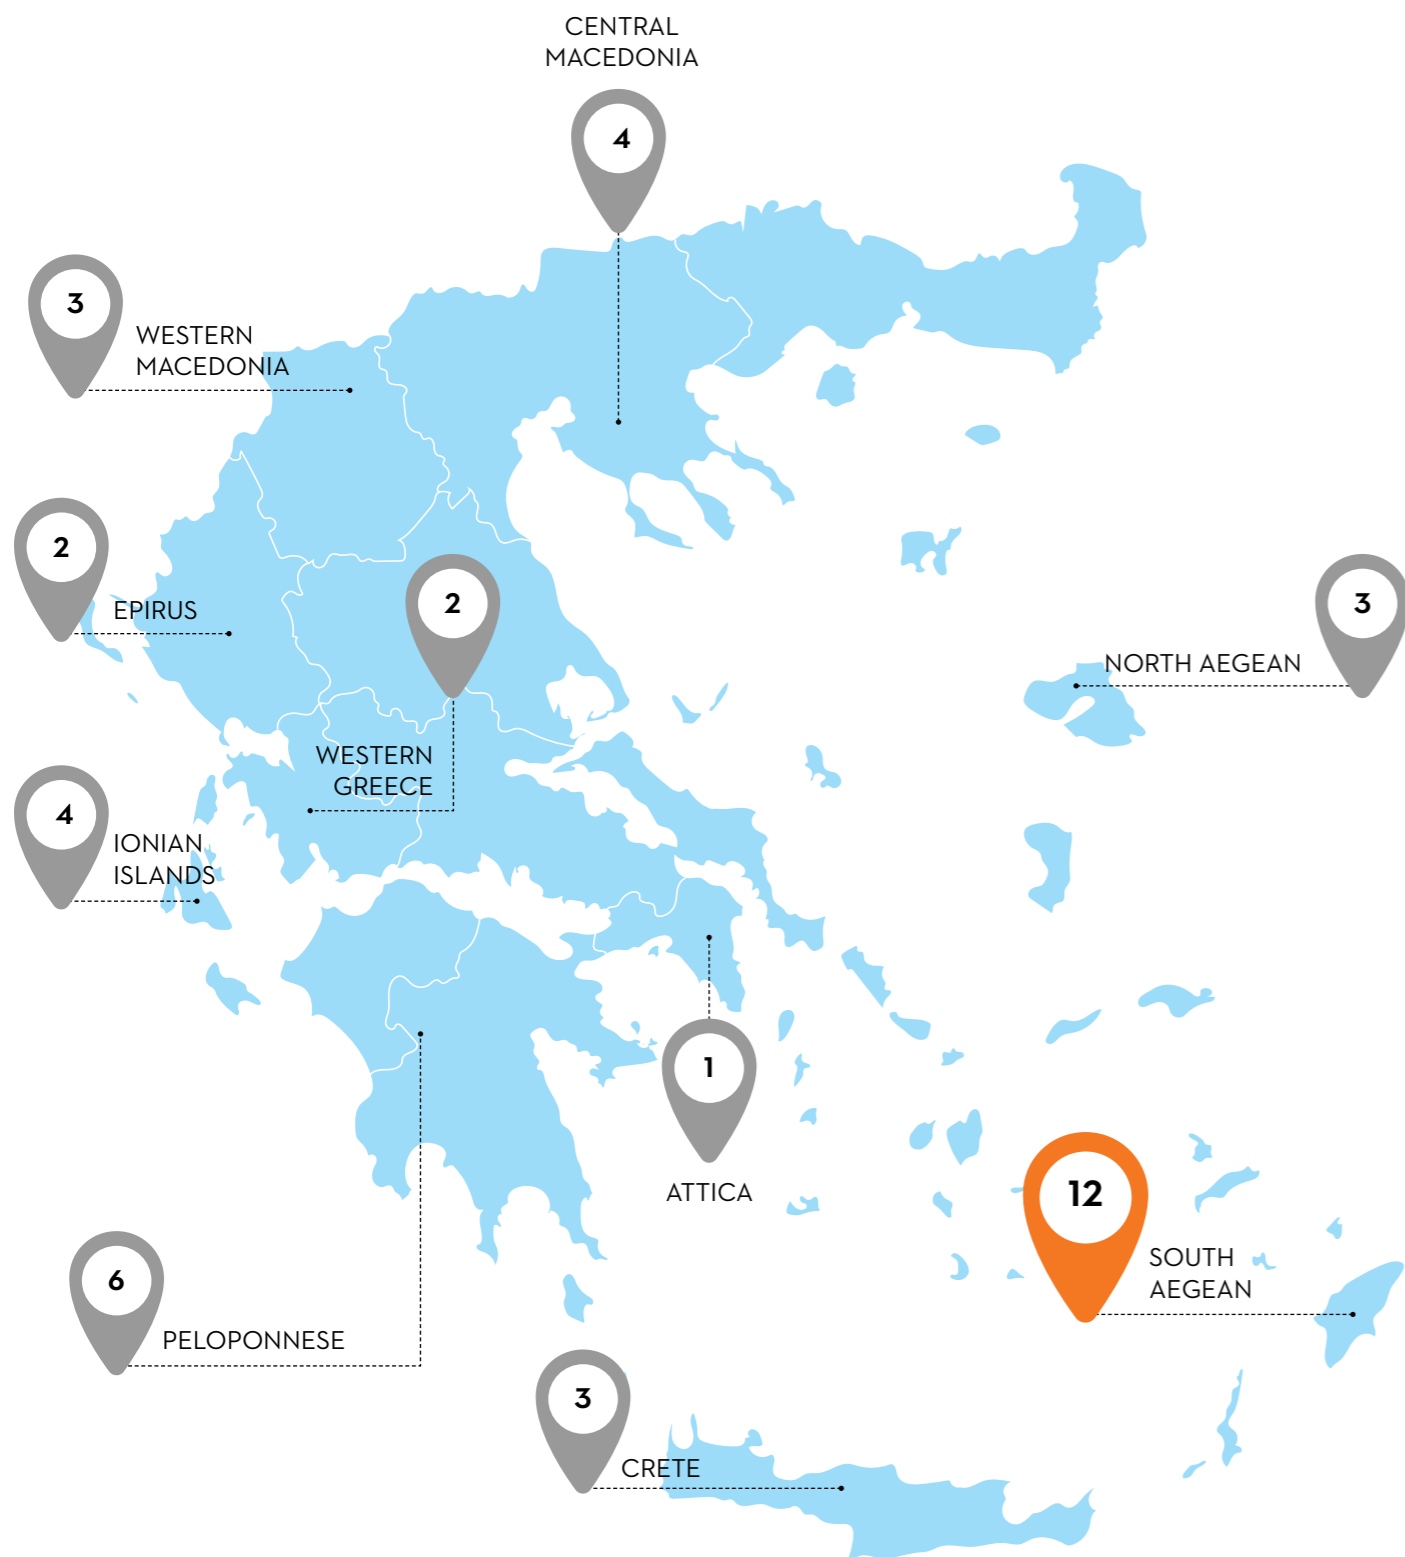 CENTRAL
MACEDONIA
4
3
WESTERN
MACEDONIA
2
EPIRUS
2
WESTERN
GREECE
3
NORTH AEGEAN
4
IONIAN
ISLANDS
1
ATTICA
12
SOUTH
AEGEAN
6
PELOPONNESE
3
CRETE